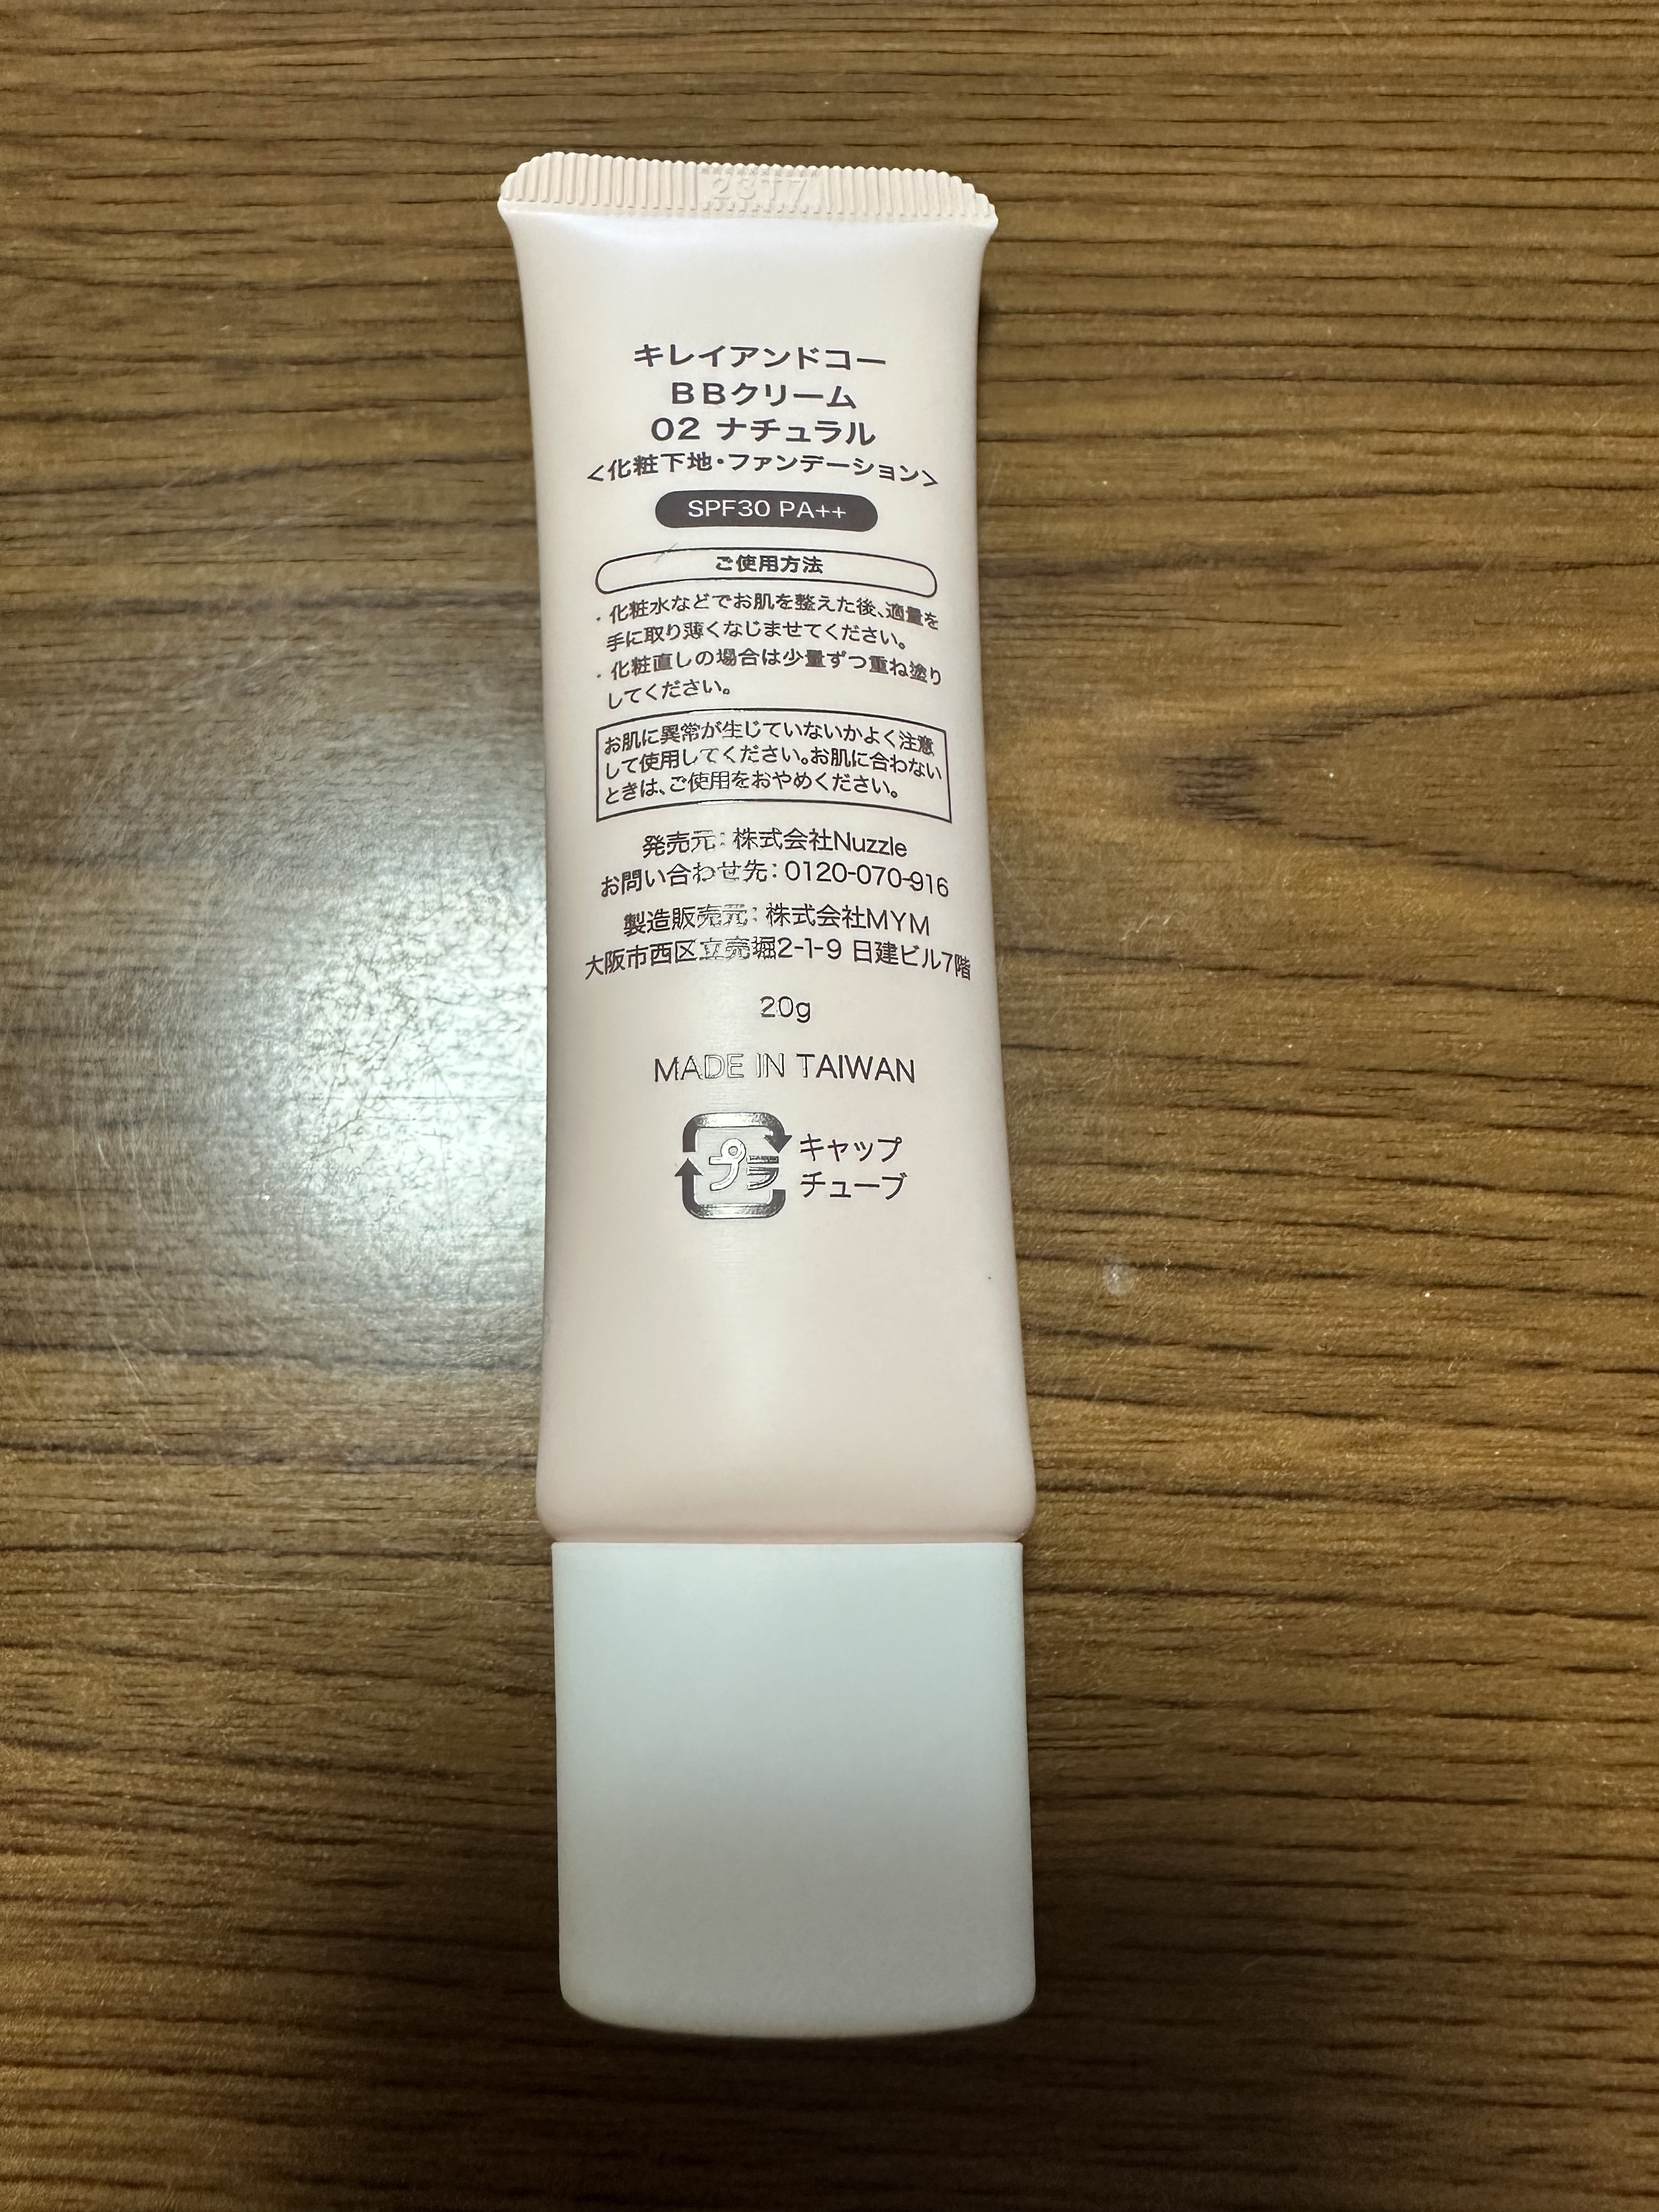 23T7
キレイアンドコー
BBクリーム
02 ナチュラル
<化粧下地・ファンデーション>
SPF30 PA++
ご使用方法
・化粧水などでお肌を整えた後、適量を
手に取り薄くなじませてください。
・化粧直しの場合は少量ずつ重ね塗り
してください。
お肌に異常が生じていないかよく注意
して使用してください。お肌に合わない
ときは、ご使用をおやめください。
発売元：株式会社Nuzzle
お問い合わせ先：0120-070-916
製造販売元：株式会社MYM
大阪市西区立売堀2-1-9 日建ビル7階
20g
MADE IN TAIWAN
プラ キャップ
チューブ